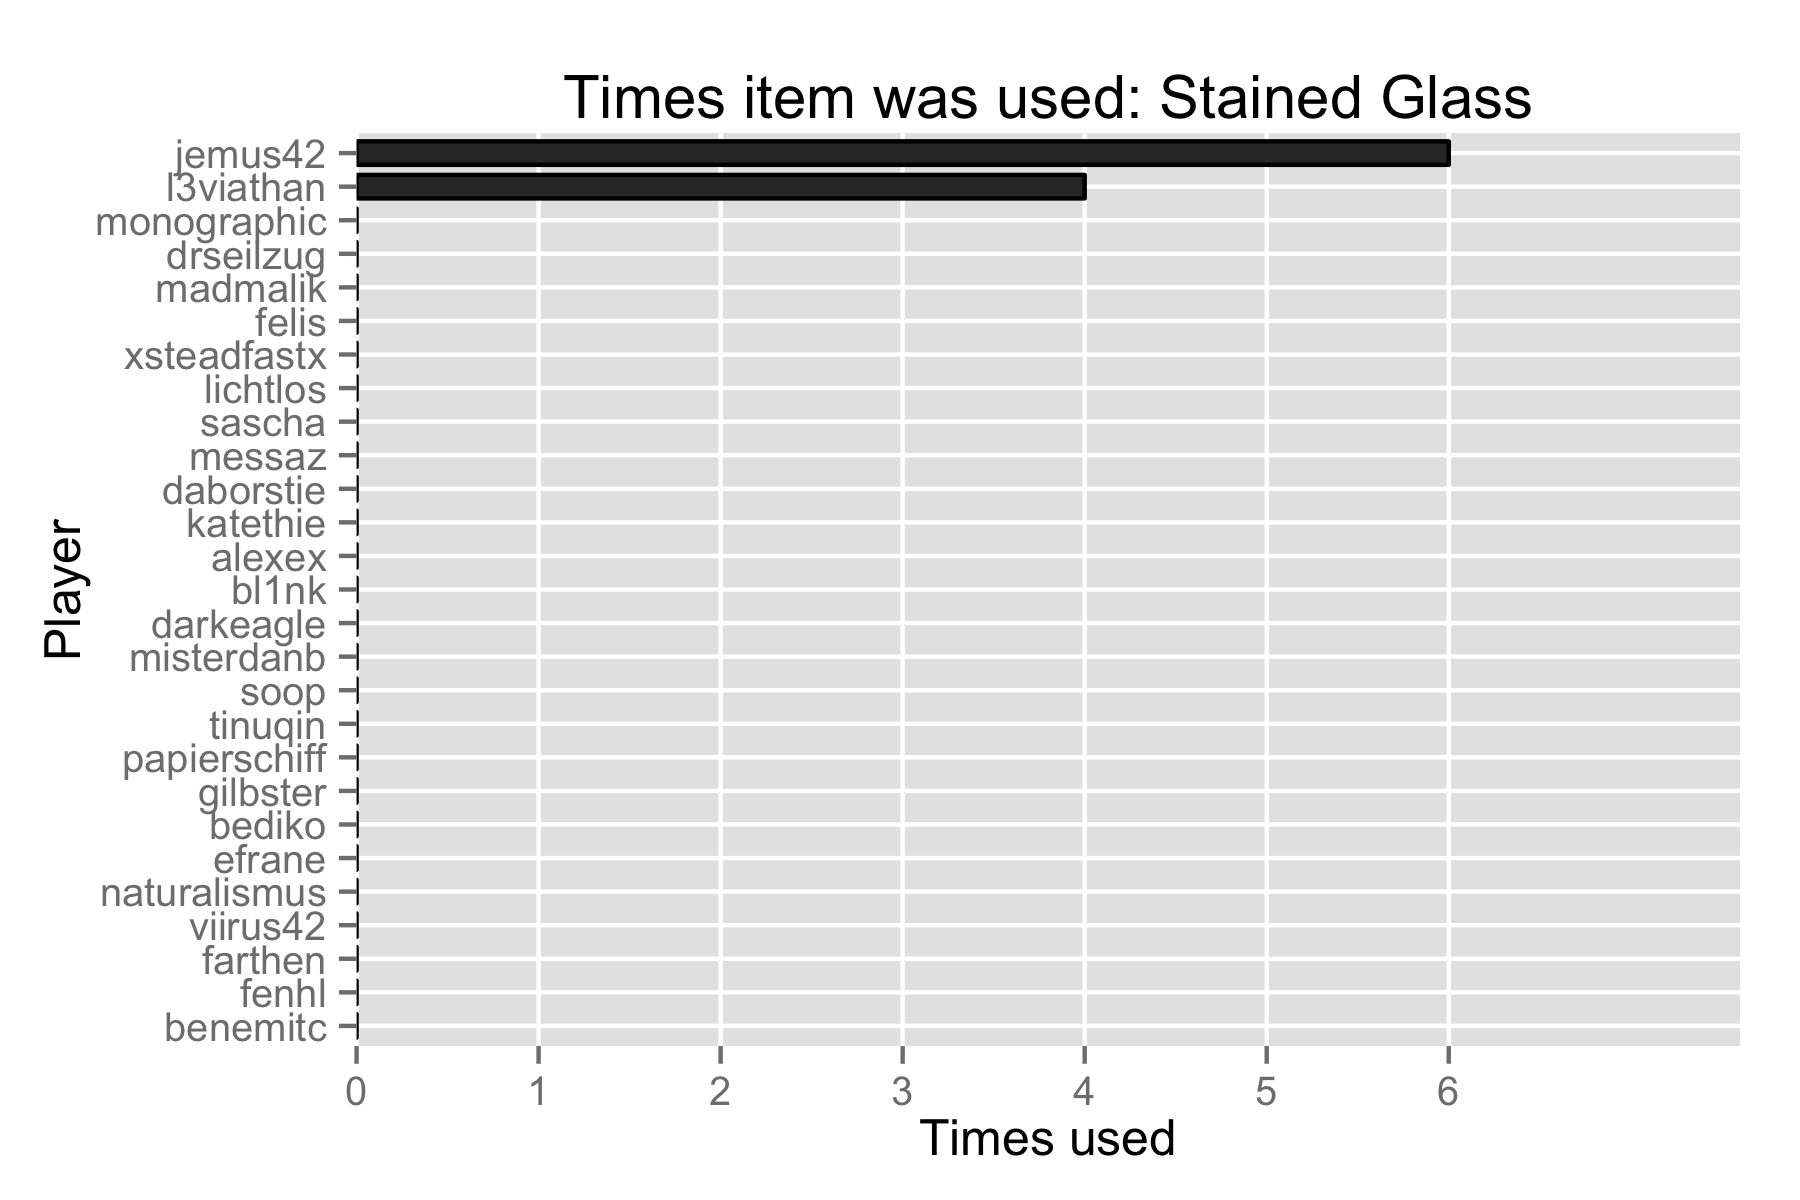 Times item was used: Stained Glass
Player
jemus42
l3viathan
monographic
drseilzug
madmalik
felis
xsteadfastx
lichtlos
sascha
messaz
daborstie
katethie
alexex
bl1nk
darkeagle
misterdanb
soop
tinuqin
papierschiff
gilbster
bediko
efrane
naturalismus
viirus42
farthen
fenhl
benemitc
0 1 2 3 4 5 6
Times used